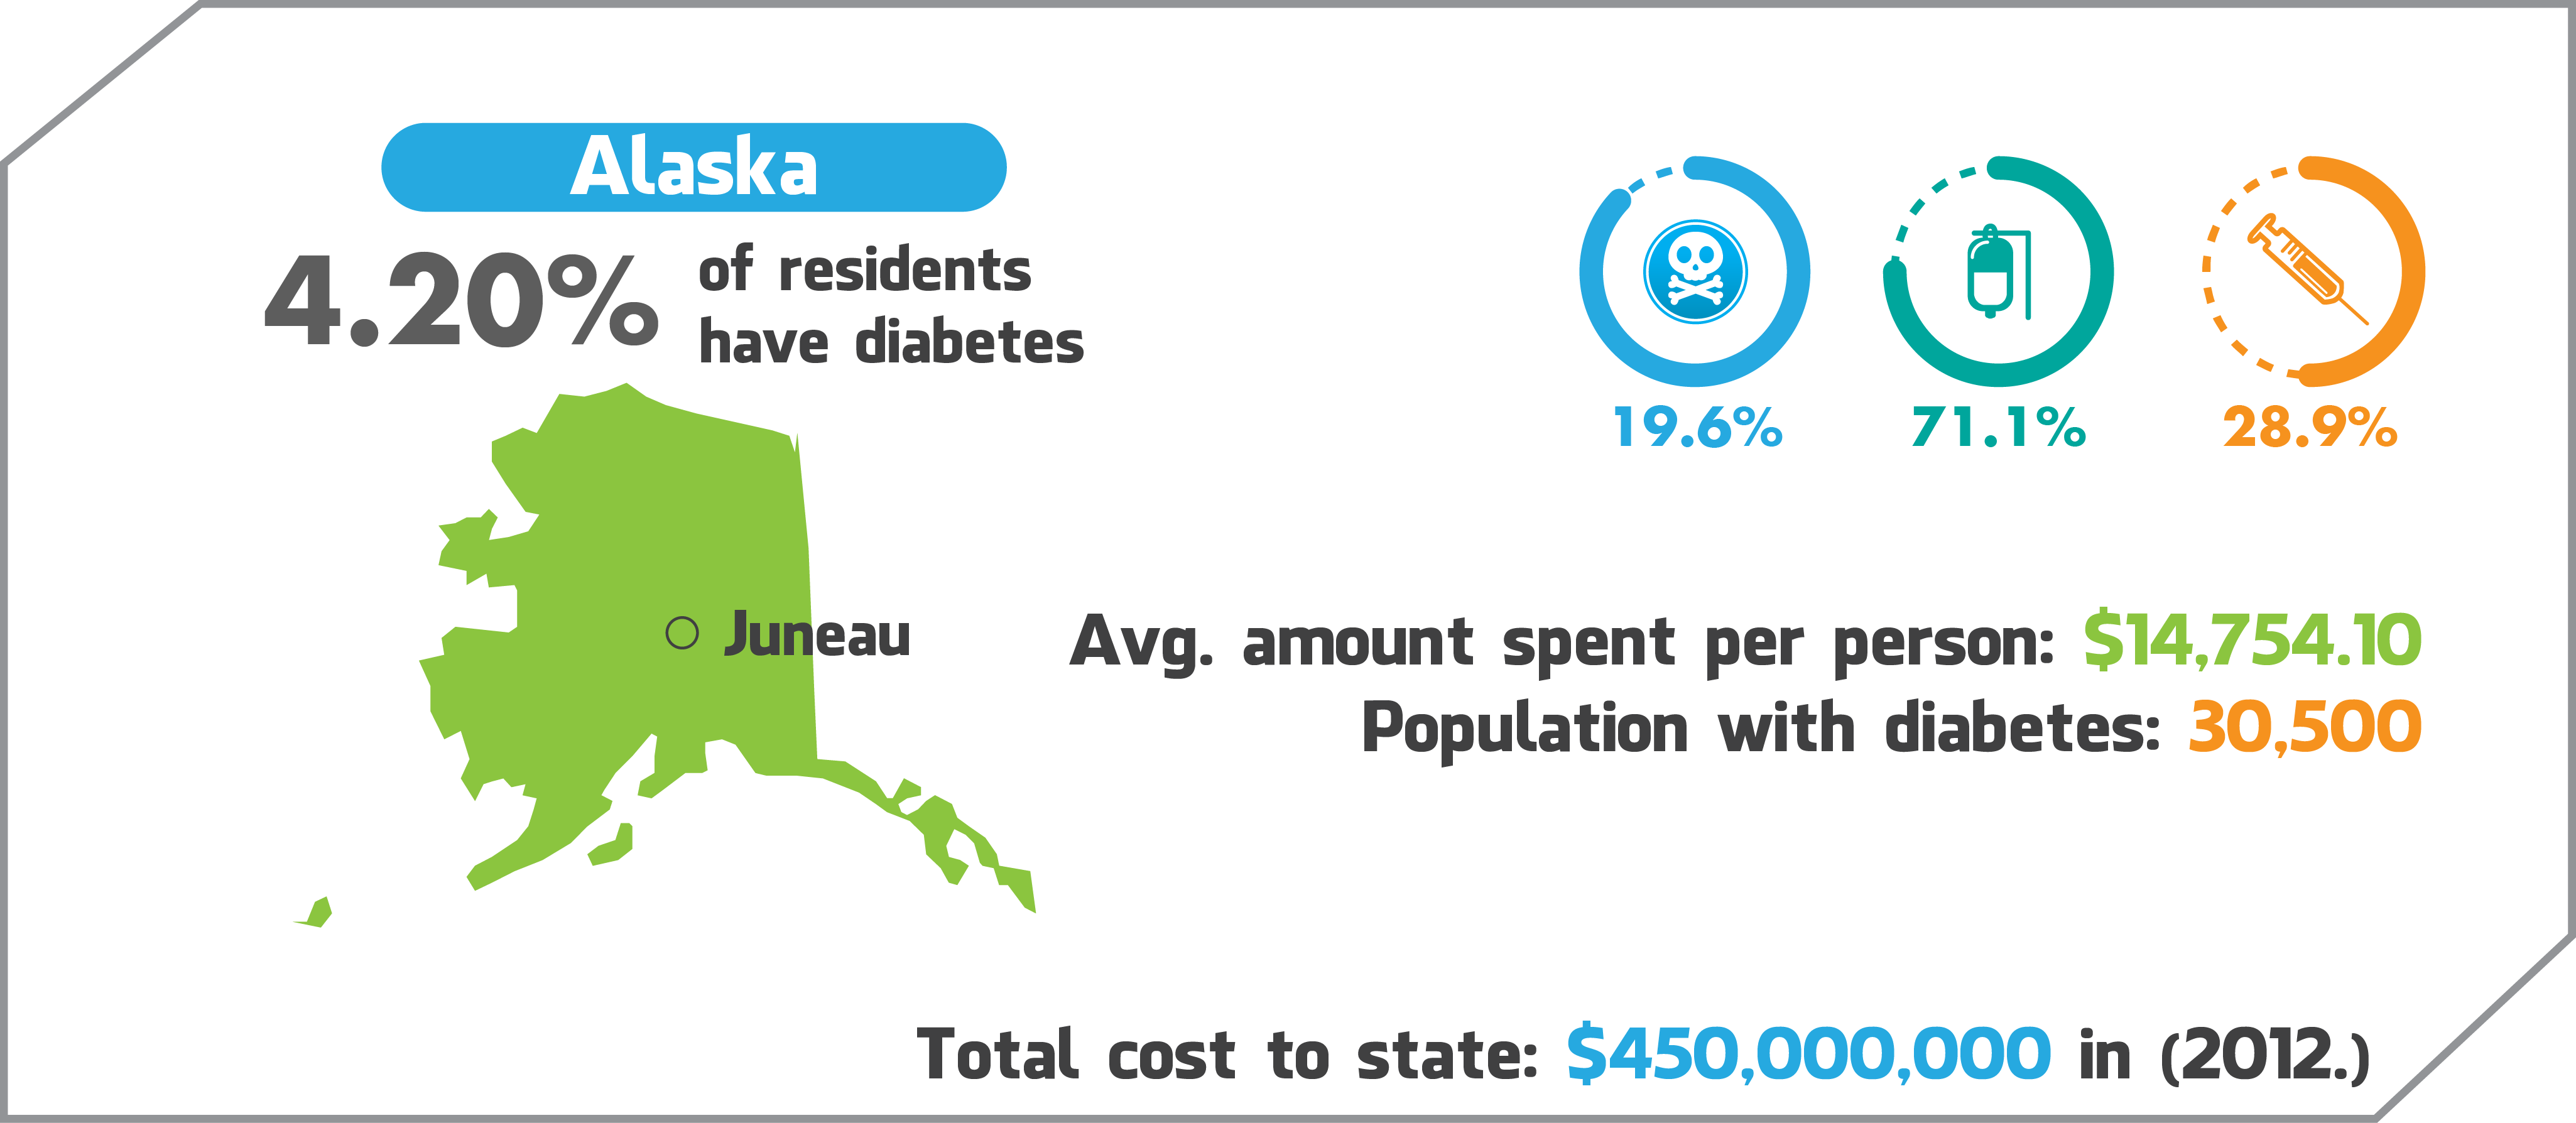 Alaska
4.20%
of residents
have diabetes
19.6%
71.1%
28.9%
Juneau
Avg. amount spent per person: $14,754.10
Population with diabetes: 30,500
Total cost to state: $450,000,000 in (2012.)